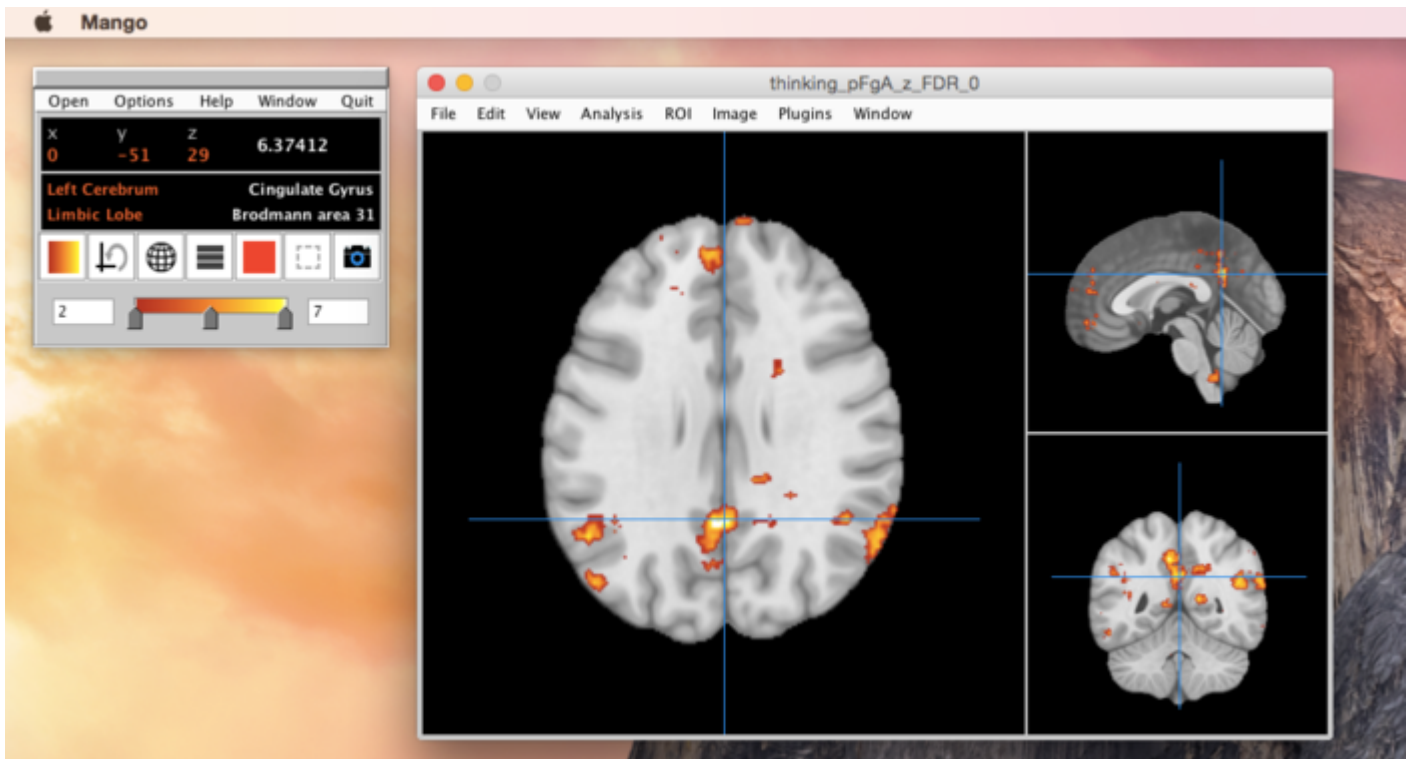 Mango
Open Options Help Window Quit
x y z
0 -51 29 6.37412
Left Cerebrum Cingulate Gyrus
Limbic Lobe Brodmann area 31
2 7
thinking_pFgA_z_FDR_0
File Edit View Analysis ROI Image Plugins Window